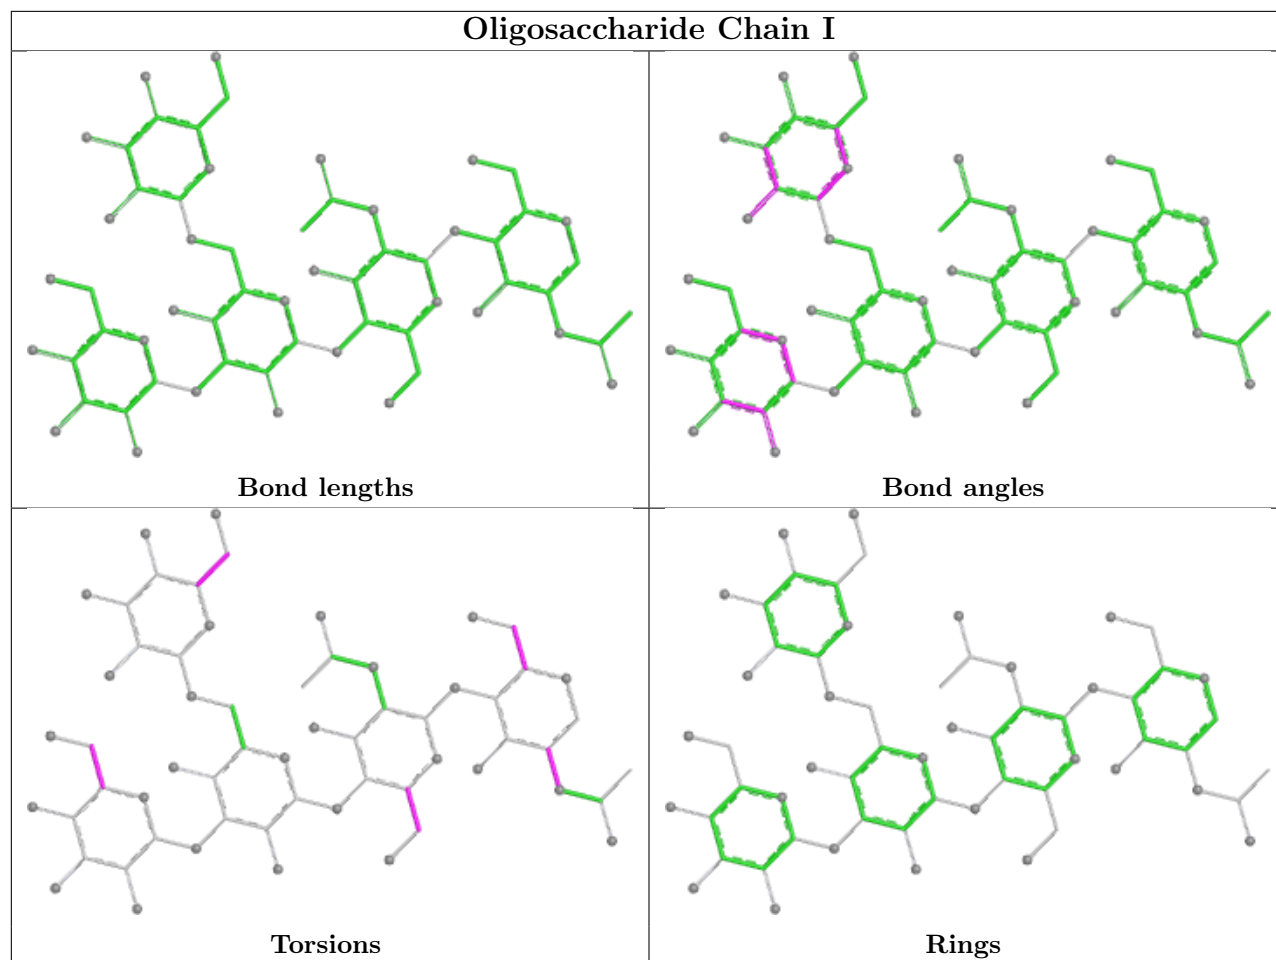 Oligosaccharide Chain I
Bond lengths
Bond angles
Torsions
Rings